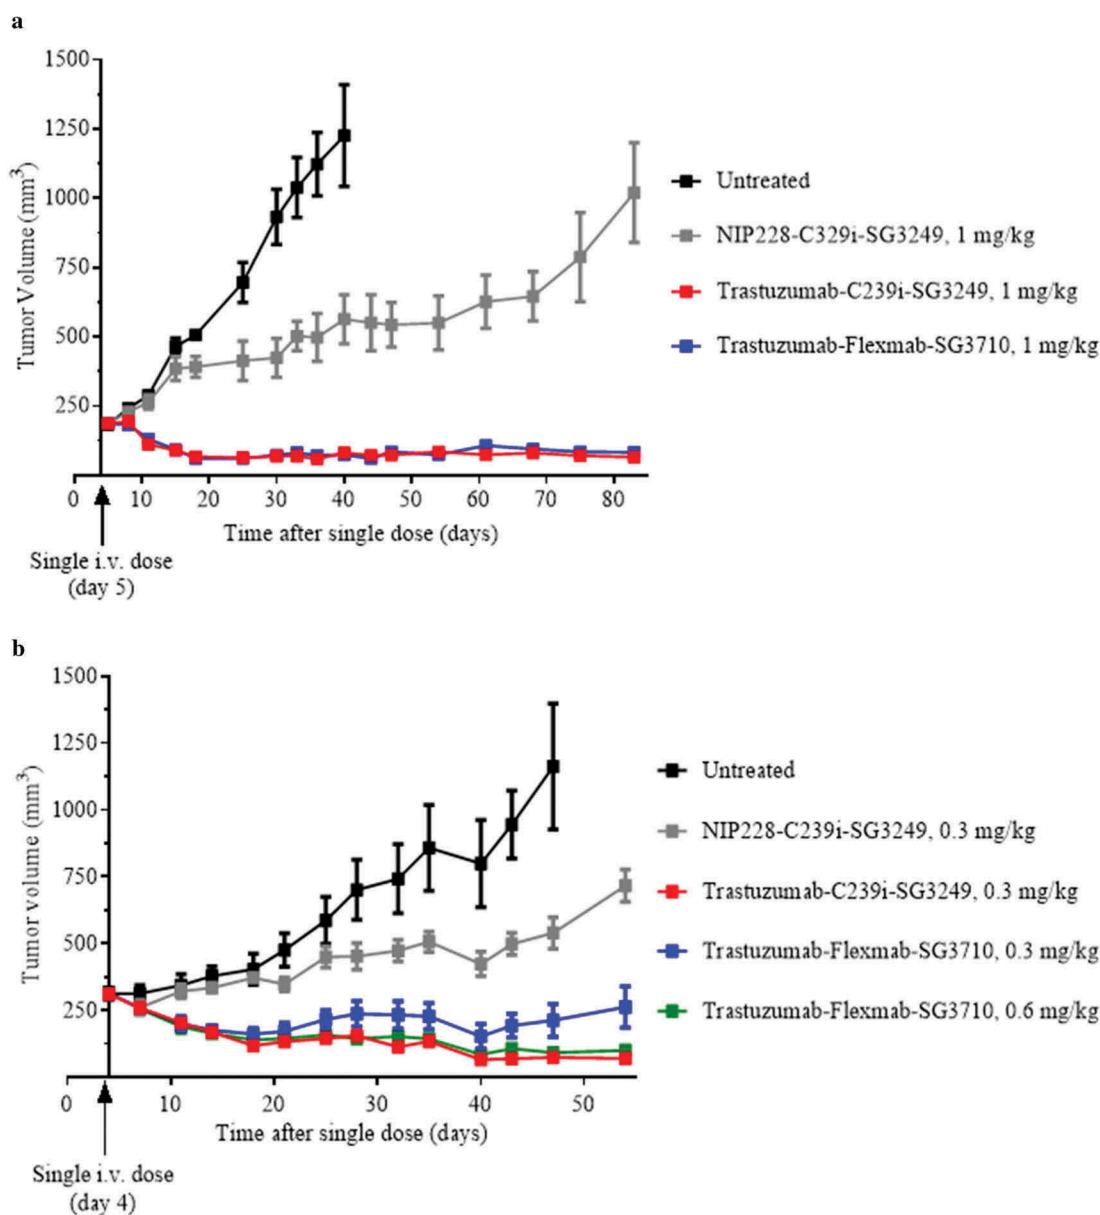 a
Tumor Volume (mm3)
1500
1250
1000
750
500
250
0 10 20 30 40 50 60 70 80
Time after single dose (days)
Single i.v. dose
(day 5)
Untreated
NIP228-C329i-SG3249, 1 mg/kg
Trastuzumab-C239i-SG3249, 1 mg/kg
Trastuzumab-Flexmab-SG3710, 1 mg/kg
b
Tumor volume (mm3)
1500
1250
1000
750
500
250
0 10 20 30 40 50
Time after single dose (days)
Single i.v. dose
(day 4)
Untreated
NIP228-C239i-SG3249, 0.3 mg/kg
Trastuzumab-C239i-SG3249, 0.3 mg/kg
Trastuzumab-Flexmab-SG3710, 0.3 mg/kg
Trastuzumab-Flexmab-SG3710, 0.6 mg/kg